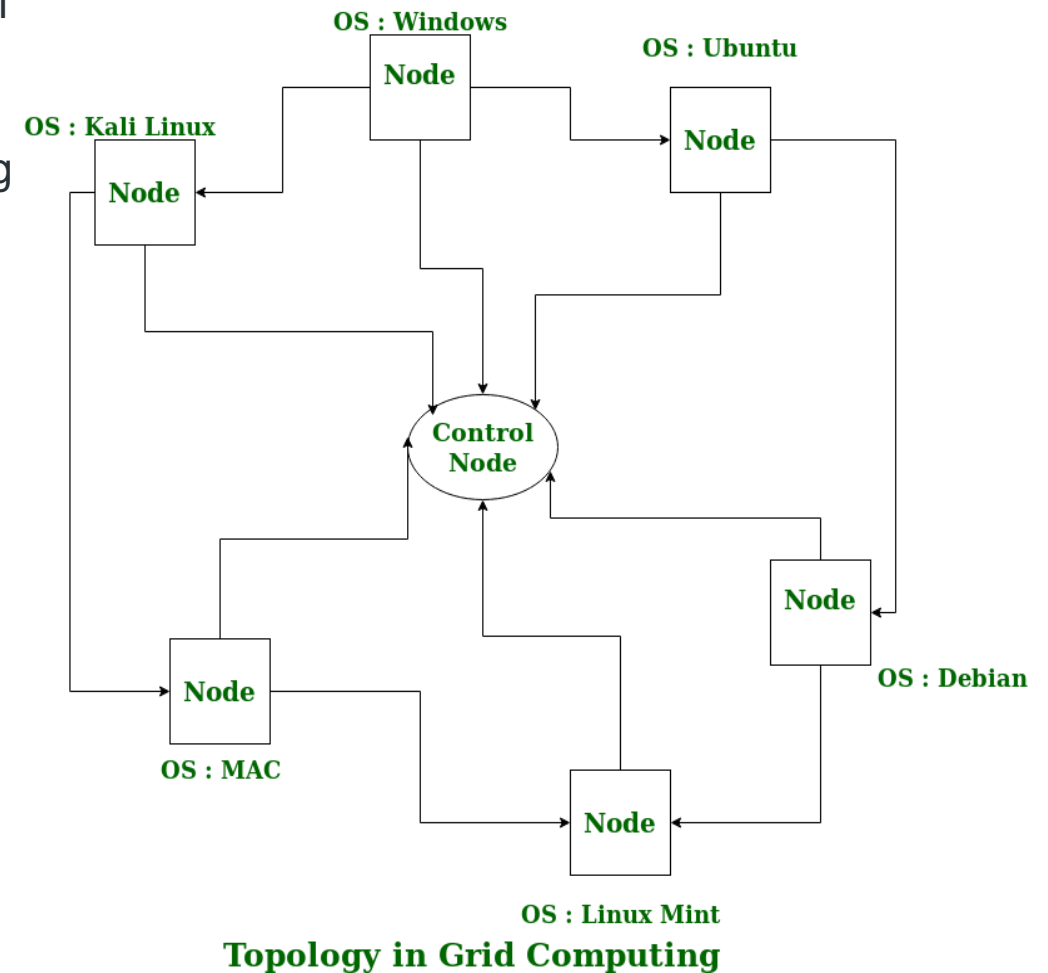 OS : Windows
Node
OS : Ubuntu
Node
OS : Kali Linux
Node
Control
Node
Node
OS : Debian
Node
OS : MAC
Node
OS : Linux Mint
Topology in Grid Computing